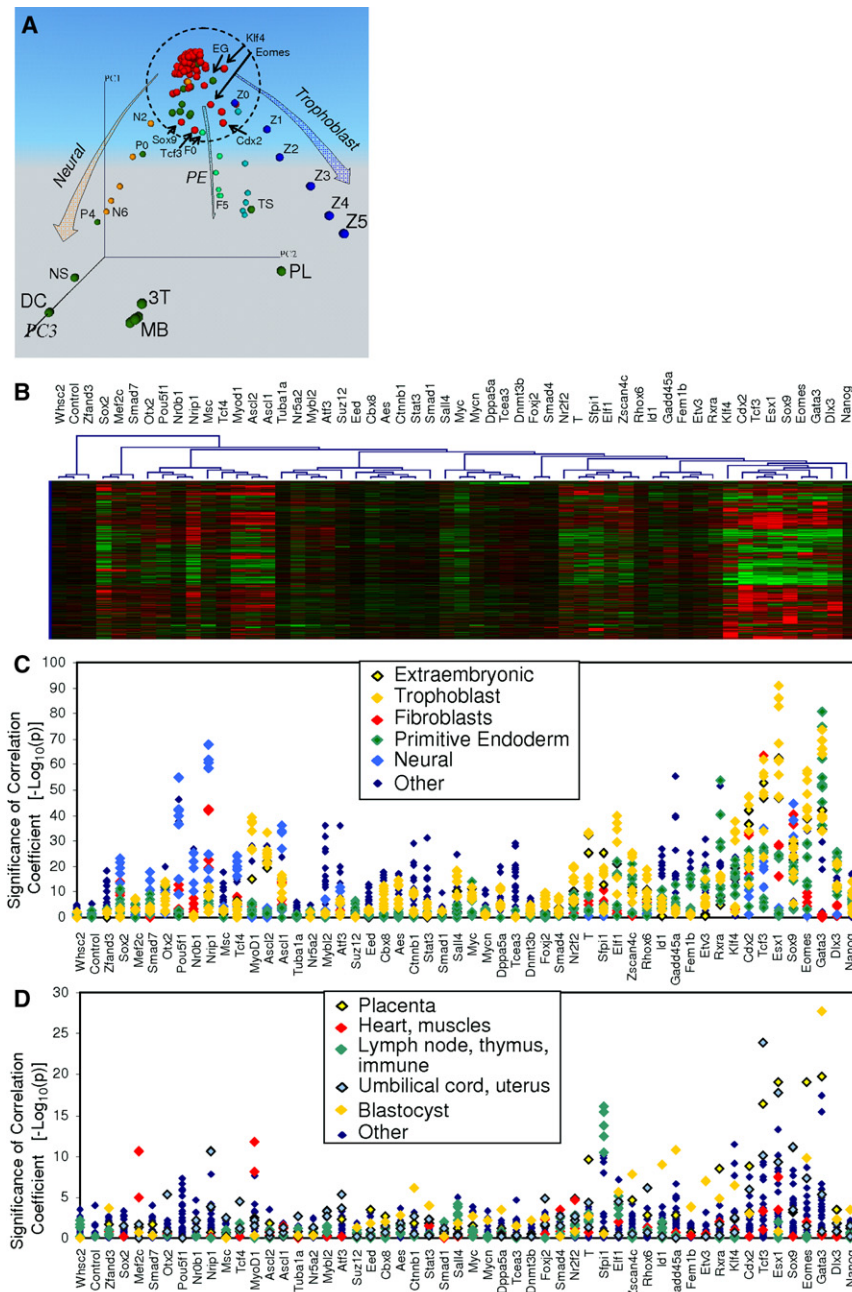 A
Klf4
EG
Eomes
PC1
Z0
Trophoblast
N2
Z1
Sox9
Cdx2
Tcf3
F0
P0
Z2
Neural
PE
Z3
P4
N6
F5
TS
Z4
Z5
PC2
NS
PL
DC
3T
PC3
MB
B
Whsc2
Control
Zfand3
Sox2
Mef2c
Smad7
Otx2
Pou5f1
Nr0b1
Nrip1
Msc
Tcf4
Myod1
Ascl2
Ascl1
Tuba1a
Nr5a2
Mybl2
Atf3
Suz12
Eed
Cbx8
Aes
Ctnnb1
Stat3
Smad1
Sall4
Myc
Mycn
Dppa5a
Tcea3
Dnmt3b
Foxj2
Smad4
Nr2f2
T
Sfpi1
Elf1
Zscan4c
Rhox6
Id1
Gadd45a
Fem1b
Etv3
Rxra
Klf4
Cdx2
Tcf3
Esx1
Sox9
Eomes
Gata3
Dlx3
Nanog
C
Significance of Correlation
Coefficient [-Log10(p)]
100
90
80
70
60
50
40
30
20
10
0
Extraembryonic
Trophoblast
Fibroblasts
Primitive Endoderm
Neural
Other
Whsc2
Control
Zfand3
Sox2
Mef2c
Smad7
Otx2
Pou5f1
Nr0b1
Nrip1
Msc
Tcf4
MyoD1
Ascl2
Ascl1
Tuba1a
Nr5a2
Mybl2
Atf3
Suz12
Eed
Cbx8
Aes
Ctnnb1
Stat3
Smad1
Sall4
Myc
Mycn
Dppa5a
Tcea3
Dnmt3b
Foxj2
Smad4
Nr2f2
T
Sfpi1
Elf1
Zscan4c
Rhox6
Id1
Gadd45a
Fem1b
Etv3
Rxra
Klf4
Cdx2
Tcf3
Esx1
Sox9
Eomes
Gata3
Dlx3
Nanog
D
Significance of Correlation
Coefficient [-Log10(p)]
30
25
20
15
10
5
0
Placenta
Heart, muscles
Lymph node, thymus,
immune
Umbilical cord, uterus
Blastocyst
Other
Whsc2
Control
Zfand3
Sox2
Mef2c
Smad7
Otx2
Pou5f1
Nr0b1
Nrip1
Msc
Tcf4
MyoD1
Ascl2
Ascl1
Tuba1a
Nr5a2
Mybl2
Atf3
Suz12
Eed
Cbx8
Aes
Ctnnb1
Stat3
Smad1
Sall4
Myc
Mycn
Dppa5a
Tcea3
Dnmt3b
Foxj2
Smad4
Nr2f2
T
Sfpi1
Elf1
Zscan4c
Rhox6
Id1
Gadd45a
Fem1b
Etv3
Rxra
Klf4
Cdx2
Tcf3
Esx1
Sox9
Eomes
Gata3
Dlx3
Nanog